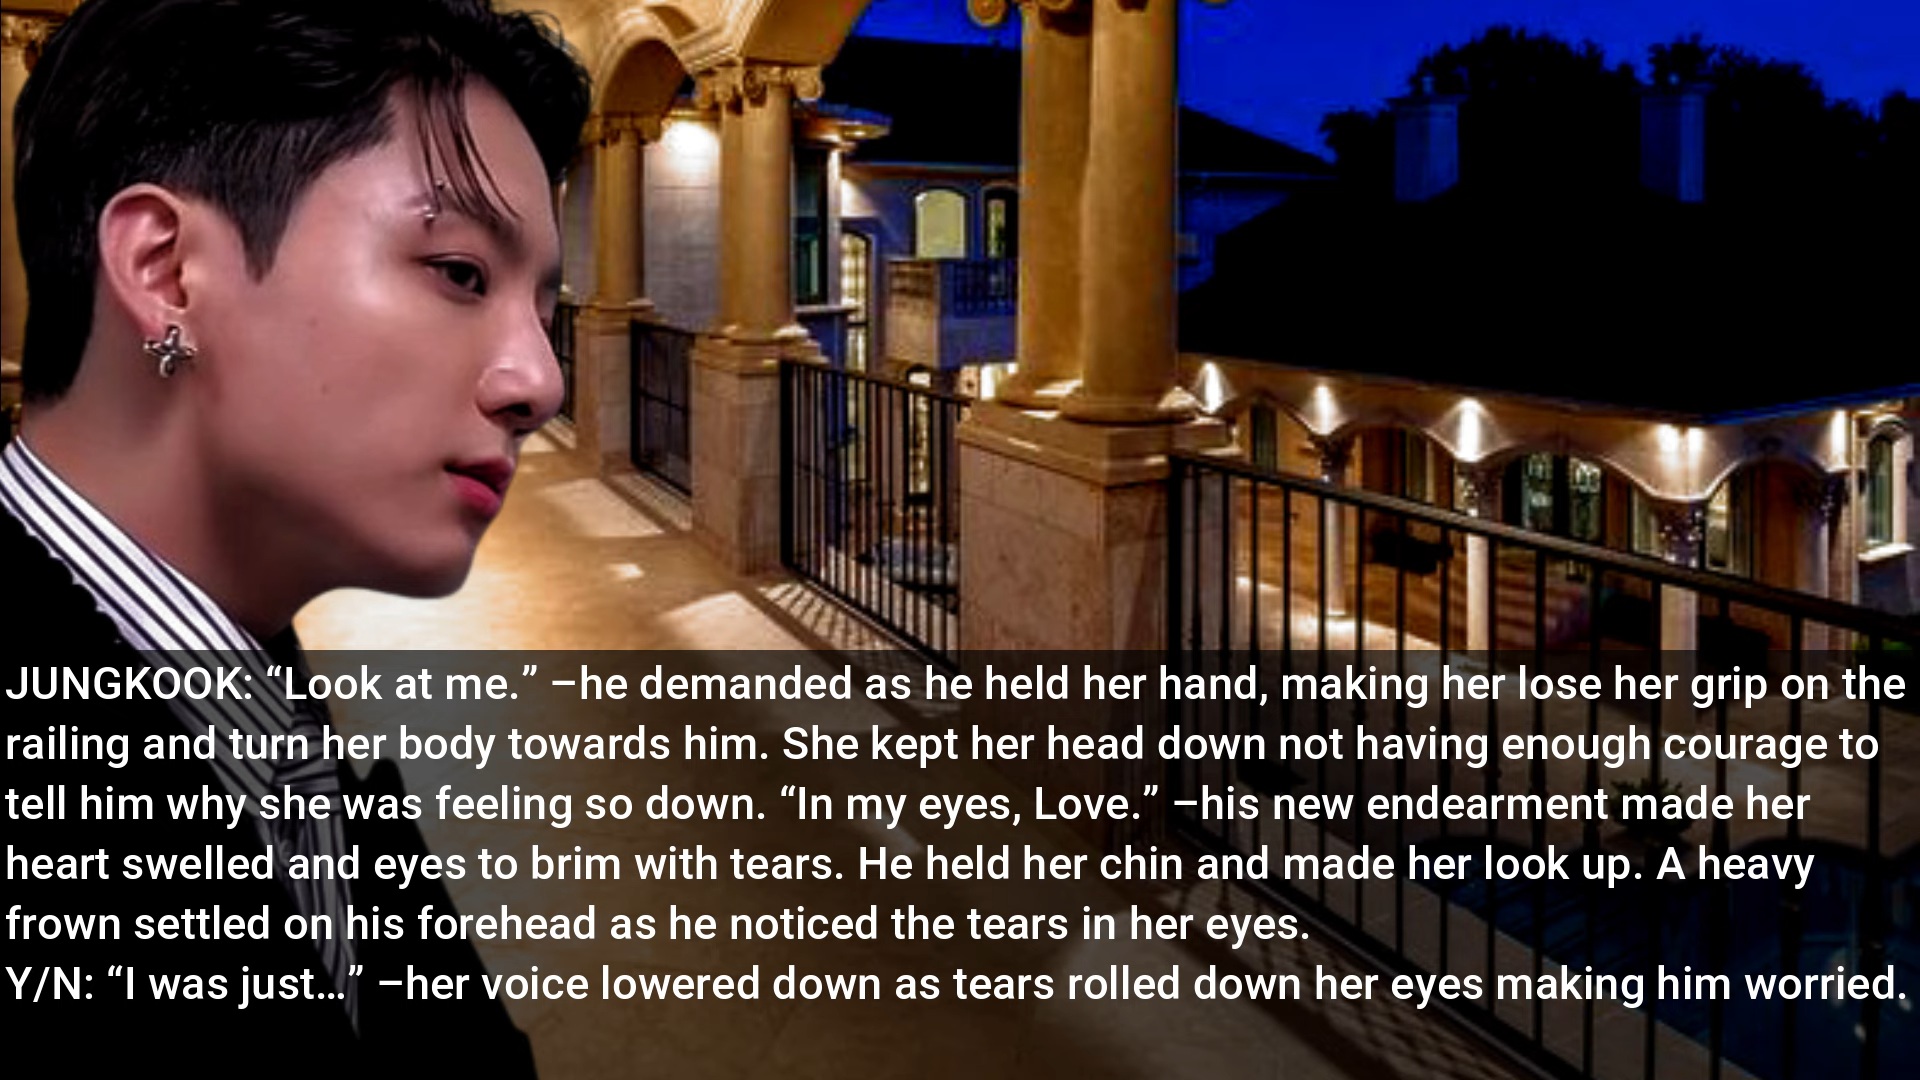 JUNGKOOK: “Look at me.” –he demanded as he held her hand, making her lose her grip on the
railing and turn her body towards him. She kept her head down not having enough courage to
tell him why she was feeling so down. “In my eyes, Love.” –his new endearment made her
heart swelled and eyes to brim with tears. He held her chin and made her look up. A heavy
frown settled on his forehead as he noticed the tears in her eyes.
Y/N: “I was just...” –her voice lowered down as tears rolled down her eyes making him worried.